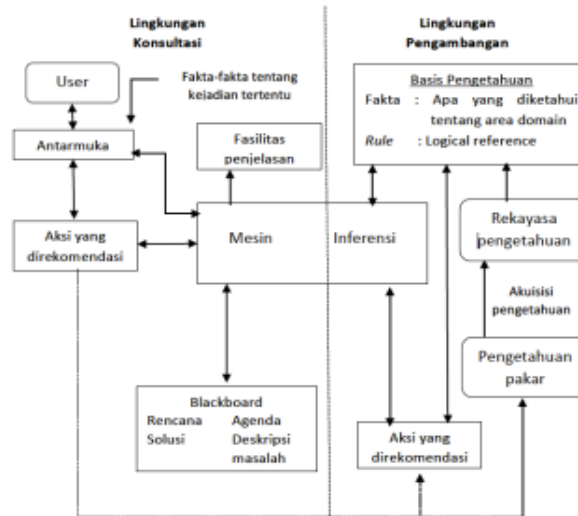 Lingkungan
Konsultasi
Lingkungan
Pengambangan
User
Fakta-fakta tentang
kejadian tertentu
Antarmuka
Fasilitas
penjelasan
Basis Pengetahuan
Fakta : Apa yang diketahui
tentang area domain
Rule : Logical reference
Aksi yang
direkomendasi
Mesin Inferensi
Rekayasa
pengetahuan
Akuisisi
pengetahuan
Pengetahuan
pakar
Blackboard
Rencana Agenda
Solusi Deskripsi
masalah
Aksi yang
direkomendasi